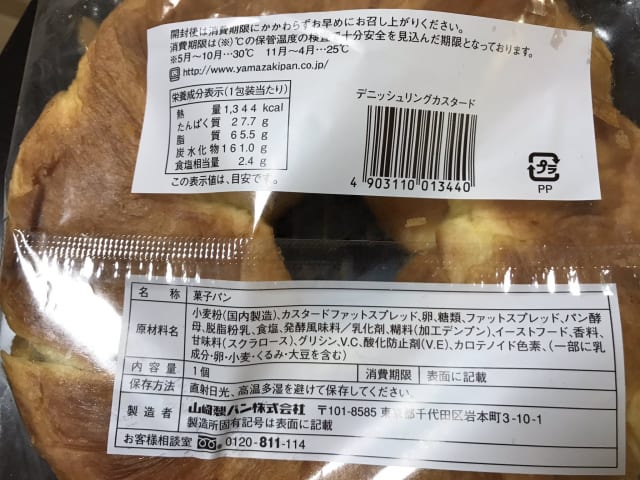 開封後は消費期限にかかわらずお早めにお召し上がりください。
消費期限は(※)℃の保管温度の検査で十分安全を見込んだ期限となっております。
※5月～10月…30℃ 11月～4月…25℃
http://www.yamazakipan.co.jp/
栄養成分表示(1包装当たり)
熱量 1,344 kcal
たんぱく質 27.7 g
脂質 65.5 g
炭水化物 161.0 g
食塩相当量 2.4 g
この表示値は、目安です。
デニッシュリングカスタード
4 903110 013440
プラ
PP
名称 菓子パン
原材料名
小麦粉(国内製造)、カスタードファットスプレッド、卵、糖類、ファットスプレッド、パン酵
母、脱脂粉乳、食塩、発酵風味料／乳化剤、糊料(加工デンプン)、イーストフード、香料、
甘味料(スクラロース)、グリシン、V.C、酸化防止剤(V.E)、カロテノイド色素、(一部に乳
成分・卵・小麦・くるみ・大豆を含む)
内容量 1個 消費期限 表面に記載
保存方法 直射日光、高温多湿を避けて保存してください。
製造者 山崎製パン株式会社 〒101-8585 東京都千代田区岩本町3-10-1
製造所固有記号は表面に記載
お客様相談室 0120-811-114